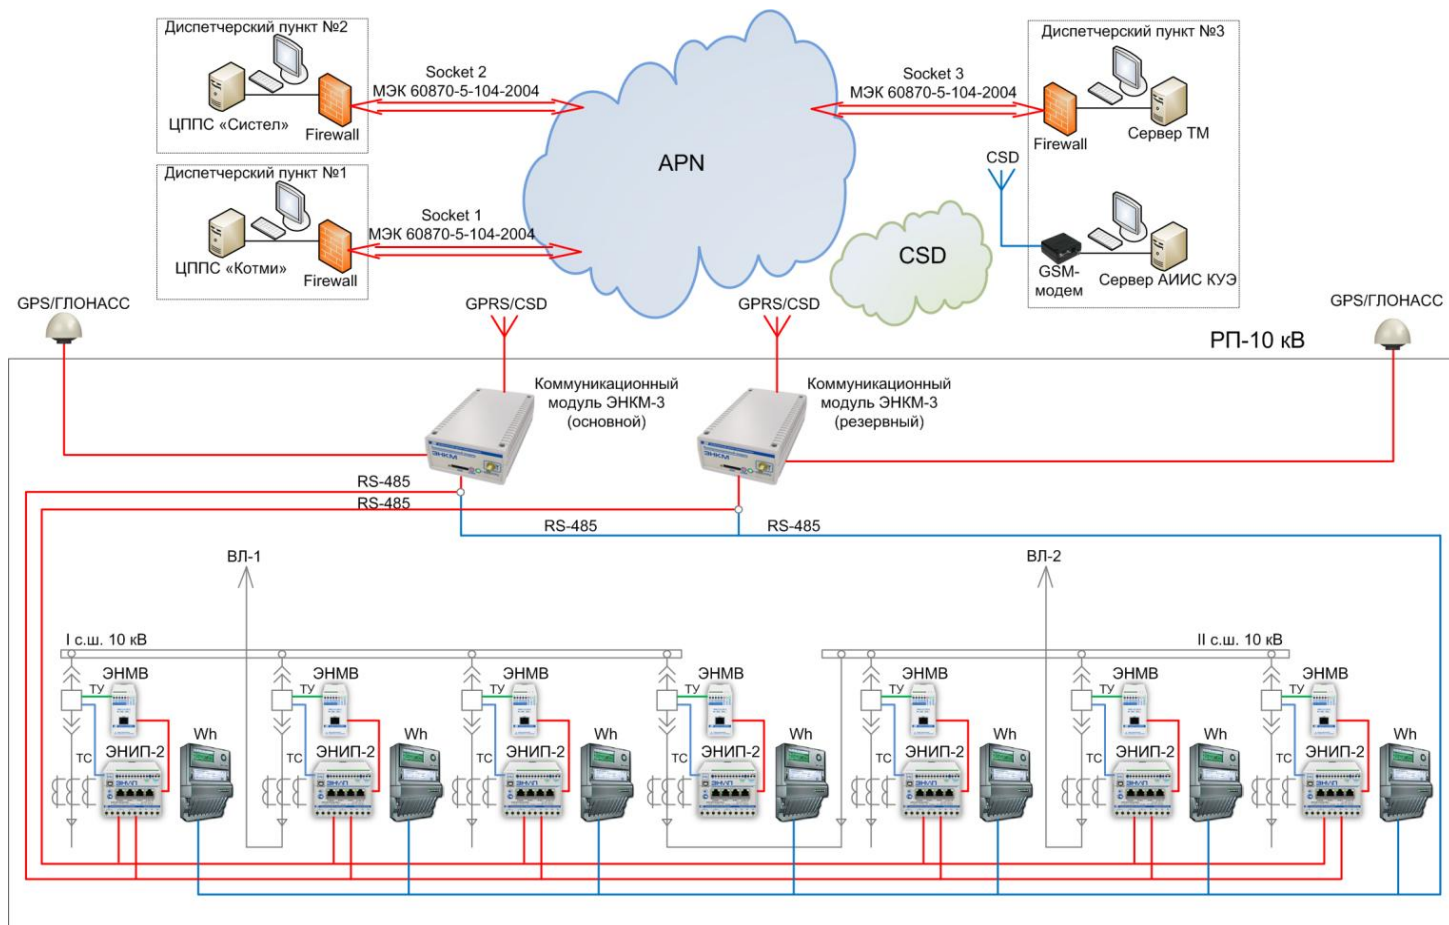 Диспетчерский пункт №2
ЦППС «Систел»
Firewall
Socket 2
МЭК 60870-5-104-2004
Диспетчерский пункт №1
ЦППС «Котми»
Firewall
Socket 1
МЭК 60870-5-104-2004
APN
Socket 3
МЭК 60870-5-104-2004
Диспетчерский пункт №3
Firewall
Сервер ТМ
CSD
GSM-
модем
Сервер АИИС КУЭ
CSD
GPS/ГЛОНАСС
GPRS/CSD
GPRS/CSD
GPS/ГЛОНАСС
РП-10 кВ
Коммуникационный
модуль ЭНКМ-3
(основной)
Коммуникационный
модуль ЭНКМ-3
(резервный)
ЭНКМ
ЭНКМ
RS-485
RS-485
RS-485
RS-485
ВЛ-1
ВЛ-2
I с.ш. 10 кВ
II с.ш. 10 кВ
ЭНМВ
ЭНМВ
ЭНМВ
ЭНМВ
ЭНМВ
ЭНМВ
ЭНМВ
ТУ
ТУ
ТУ
ТУ
ТУ
ТУ
ТУ
Wh
Wh
Wh
Wh
Wh
Wh
Wh
ТС
ЭНИП-2
ТС
ЭНИП-2
ТС
ЭНИП-2
ТС
ЭНИП-2
ТС
ЭНИП-2
ТС
ЭНИП-2
ТС
ЭНИП-2